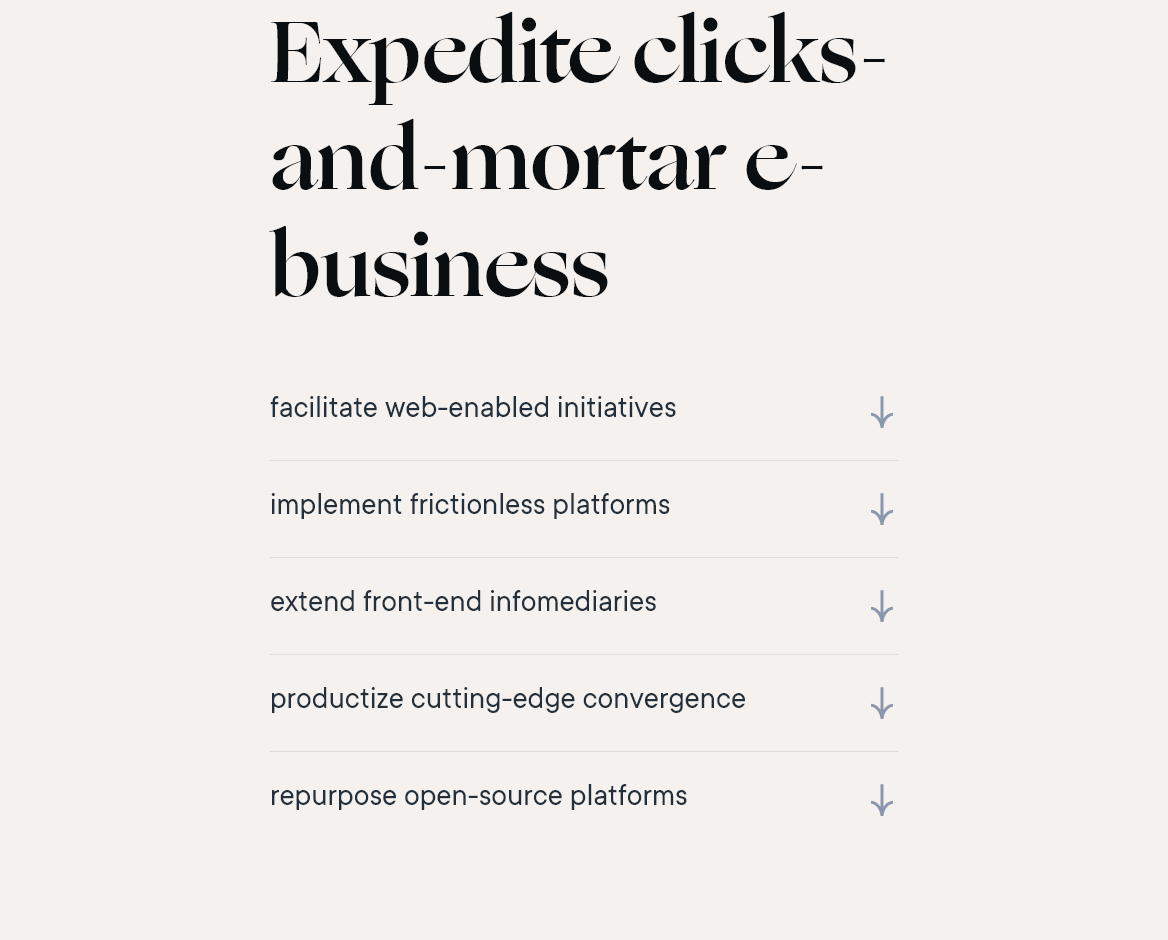 Expedite clicks-
and-mortar e-
business
facilitate web-enabled initiatives
implement frictionless platforms
extend front-end infomediaries
productize cutting-edge convergence
repurpose open-source platforms